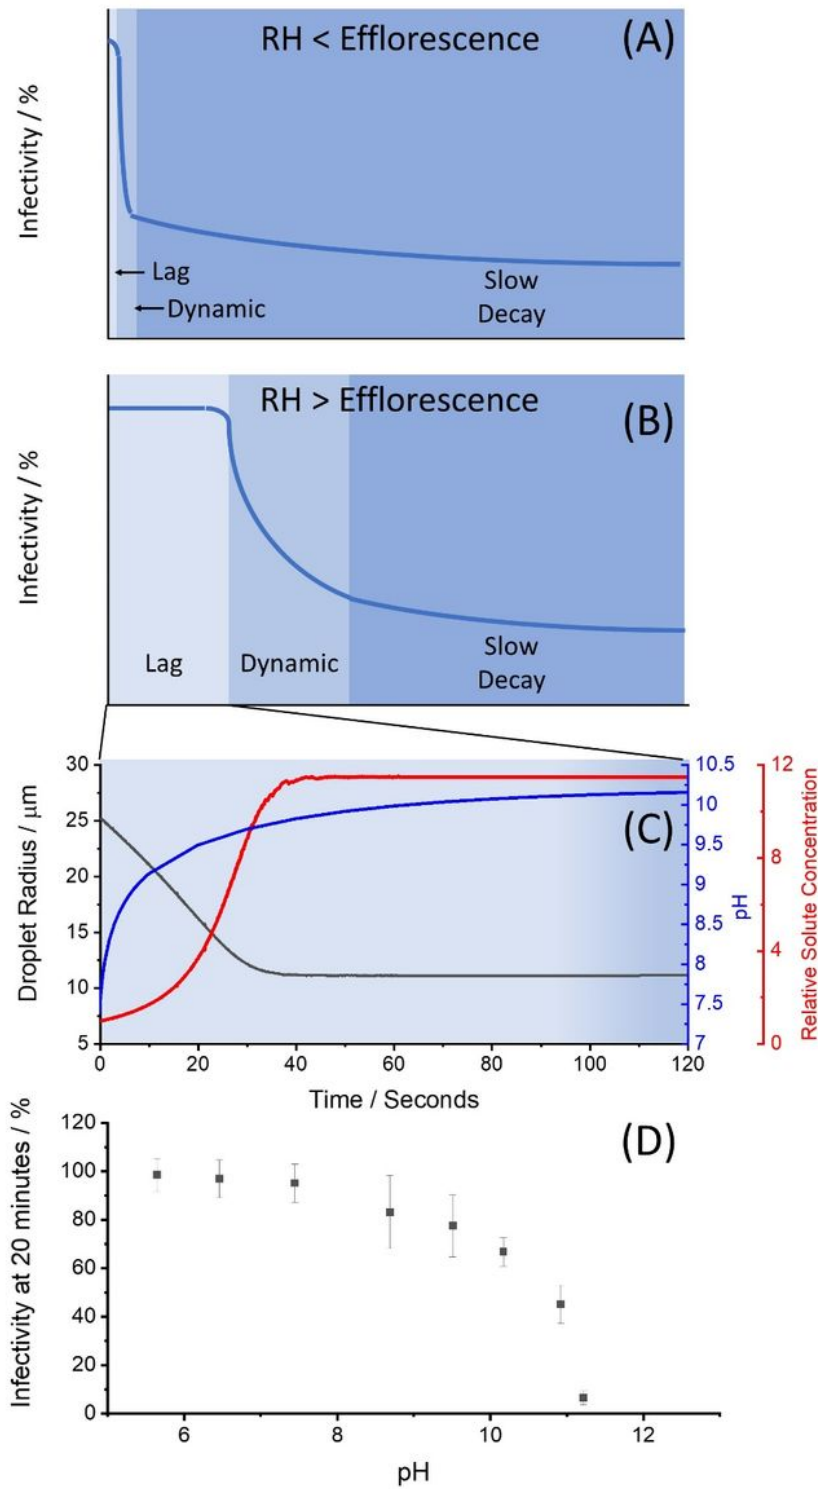 RH < Efflorescence
(A)
Infectivity / %
Lag
Dynamic
Slow
Decay
RH > Efflorescence
(B)
Infectivity / %
Lag
Dynamic
Slow
Decay
(C)
Droplet Radius / μm
30
25
20
15
10
5
0 20 40 60 80 100 120
Time / Seconds
10.5
10
9.5
9
8.5
8
7.5
7
pH
12
8
4
0
Relative Solute Concentration
(D)
Infectivity at 20 minutes / %
120
100
80
60
40
20
0
6 8 10 12
pH